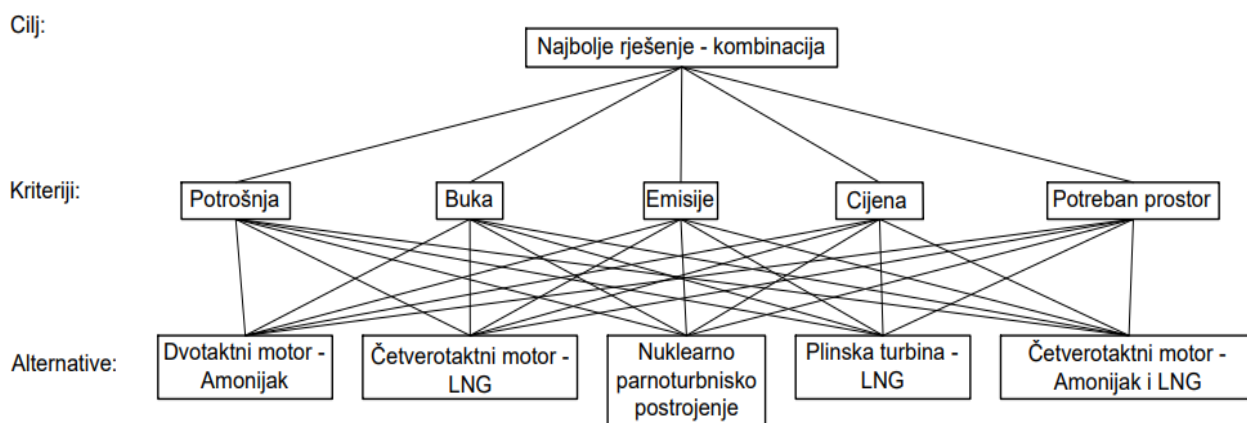 Cilj:
Najbolje rješenje - kombinacija
Kriteriji:
Potrošnja
Buka
Emisije
Cijena
Potreban prostor
Alternative:
Dvotaktni motor -
Amonijak
Četverotaktni motor -
LNG
Nuklearno
parnoturbnisko
postrojenje
Plinska turbina -
LNG
Četverotaktni motor -
Amonijak i LNG